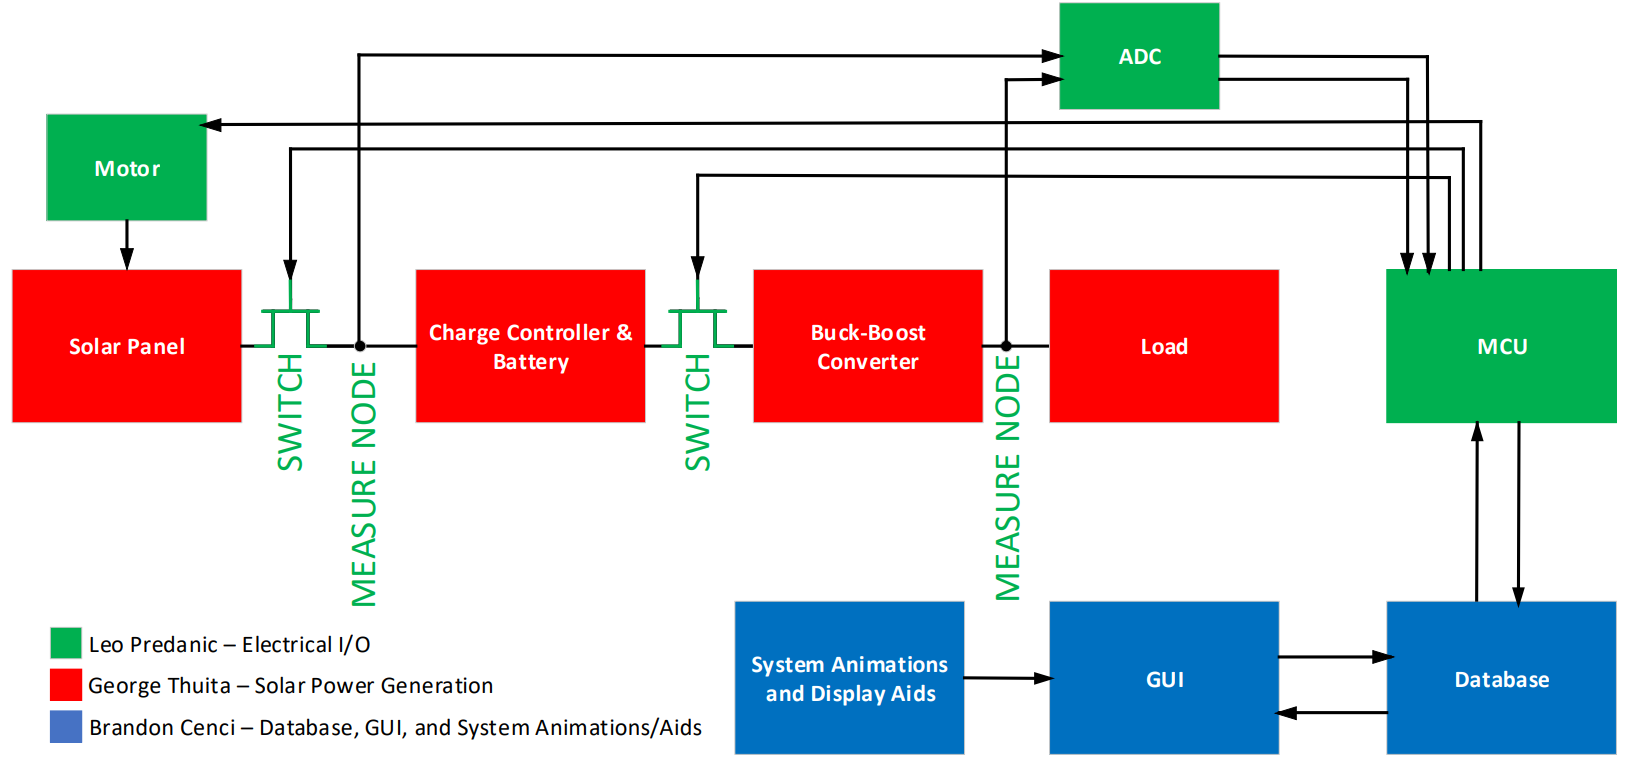 ADC
Motor
Solar Panel
SWITCH
MEASURE NODE
Charge Controller &
Battery
SWITCH
Buck-Boost
Converter
MEASURE NODE
Load
MCU
System Animations
and Display Aids
GUI
Database
Leo Predanic – Electrical I/O
George Thuita – Solar Power Generation
Brandon Cenci – Database, GUI, and System Animations/Aids